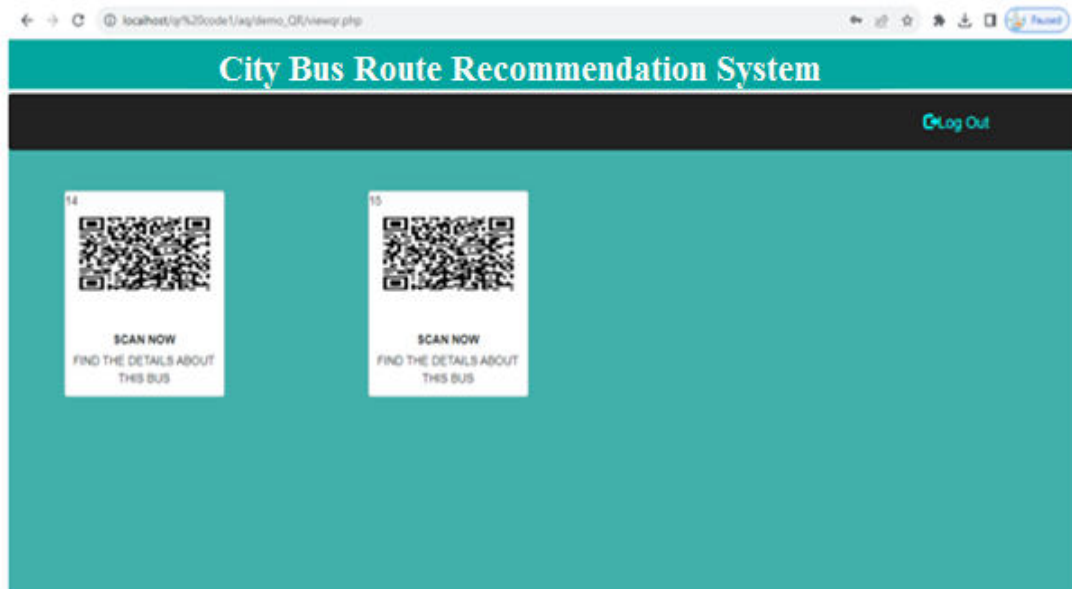 localhost/qr%20code1/aq/demo_QR/viewqr.php
Paused
City Bus Route Recommendation System
Log Out
14
15
SCAN NOW
FIND THE DETAILS ABOUT
THIS BUS
SCAN NOW
FIND THE DETAILS ABOUT
THIS BUS